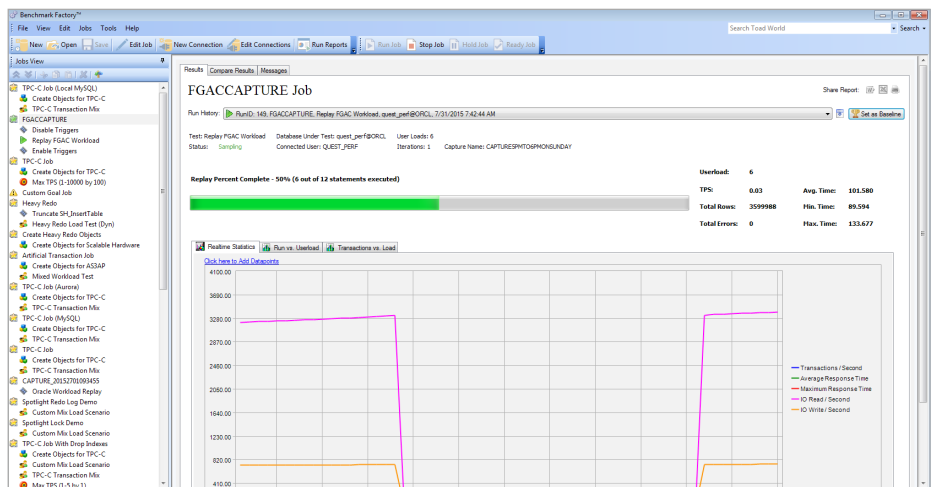 Benchmark Factory™
File View Edit Jobs Tools Help
Search Toad World
Search
New Open Save Edit Job New Connection Edit Connections Run Reports Run Job Stop Job Hold Job Ready Job
Jobs View
TPC-C Job (Local MySQL)
Create Objects for TPC-C
TPC-C Transaction Mix
FGACCAPTURE
Disable Triggers
Replay FGAC Workload
Enable Triggers
TPC-C Job
Create Objects for TPC-C
Max TPS (1-10000 by 100)
Custom Goal Job
Heavy Redo
Truncate SH_InsertTable
Heavy Redo Load Test (Dyn)
Create Heavy Redo Objects
Create Objects for Scalable Hardware
Artificial Transaction Job
Create Objects for AS3AP
Mixed Workload Test
TPC-C Job (Aurora)
Create Objects for TPC-C
TPC-C Transaction Mix
TPC-C Job (MySQL)
Create Objects for TPC-C
TPC-C Transaction Mix
TPC-C Job
Create Objects for TPC-C
TPC-C Transaction Mix
CAPTURE_20152701093455
Oracle Workload Replay
Spotlight Redo Log Demo
Custom Mix Load Scenario
Spotlight Lock Demo
Custom Mix Load Scenario
TPC-C Job With Drop Indexes
Create Objects for TPC-C
Custom Mix Load Scenario
TPC-C Transaction Mix
Max TPS (1-5 by 1)
Results Compare Results Messages
FGACCAPTURE Job
Share Report:
Run History: RunID: 149, FGACCAPTURE, Replay FGAC Workload, quest_perf@ORCL, 7/31/2015 7:42:44 AM
Set as Baseline
Test: Replay FGAC Workload Database Under Test: quest_perf@ORCL User Loads: 6
Status: Sampling Connected User: QUEST_PERF Iterations: 1 Capture Name: CAPTURE5PMTO6PMONSUNDAY
Replay Percent Complete - 50% (6 out of 12 statements executed)
Userload: 6
TPS: 0.03 Avg. Time: 101.580
Total Rows: 3599988 Min. Time: 89.594
Total Errors: 0 Max. Time: 133.677
Realtime Statistics Run vs. Userload Transactions vs. Load
Click here to Add Datapoints
4100.00
3690.00
3280.00
2870.00
2460.00
2050.00
1640.00
1230.00
820.00
410.00
Transactions / Second
Average Response Time
Maximum Response Time
IO Read / Second
IO Write / Second